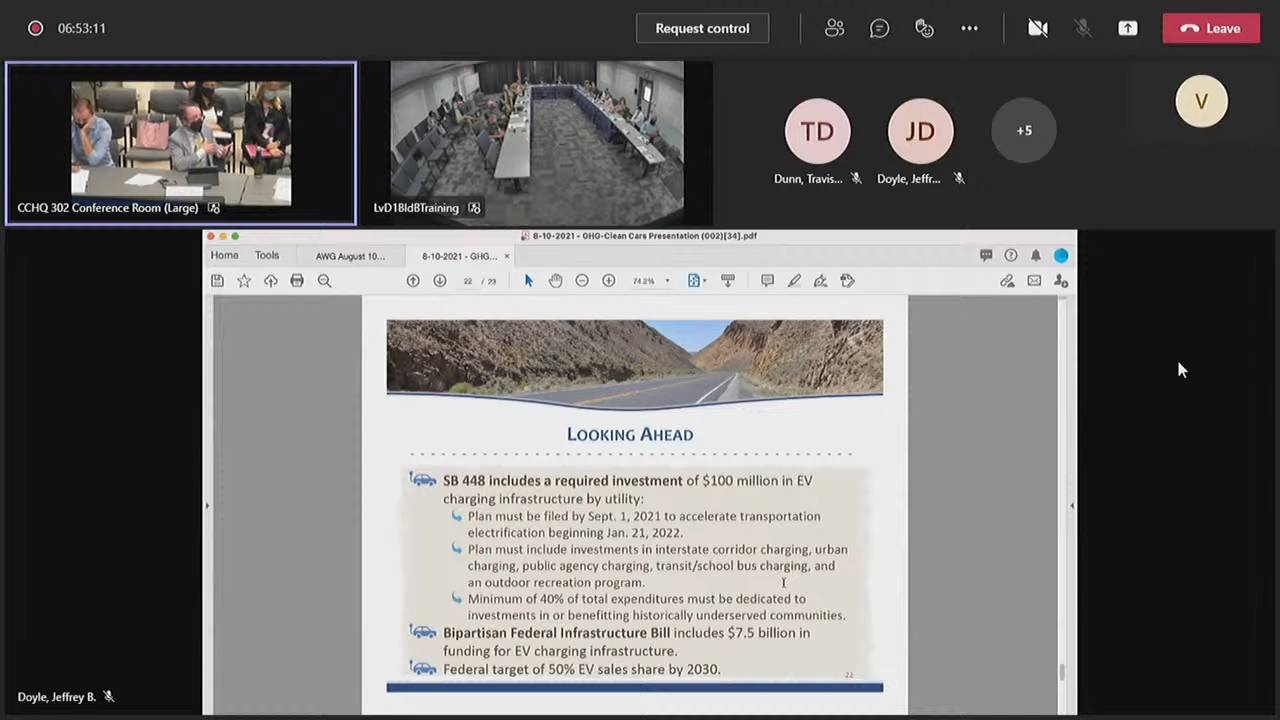 06:53:11
Request control
Leave
CCHQ 302 Conference Room (Large)
LvD1BldBTraining
TD
Dunn, Travis...
JD
Doyle, Jeffr...
+5
V
8-10-2021 - GHG-Clean Cars Presentation (002)[34].pdf
Home
Tools
AWG August 10...
8-10-2021 - GHG...
22 / 23
74.2%
LOOKING AHEAD
SB 448 includes a required investment of $100 million in EV
charging infrastructure by utility:
Plan must be filed by Sept. 1, 2021 to accelerate transportation
electrification beginning Jan. 21, 2022.
Plan must include investments in interstate corridor charging, urban
charging, public agency charging, transit/school bus charging, and
an outdoor recreation program.
Minimum of 40% of total expenditures must be dedicated to
investments in or benefitting historically underserved communities.
Bipartisan Federal Infrastructure Bill includes $7.5 billion in
funding for EV charging infrastructure.
Federal target of 50% EV sales share by 2030.
22
Doyle, Jeffrey B.